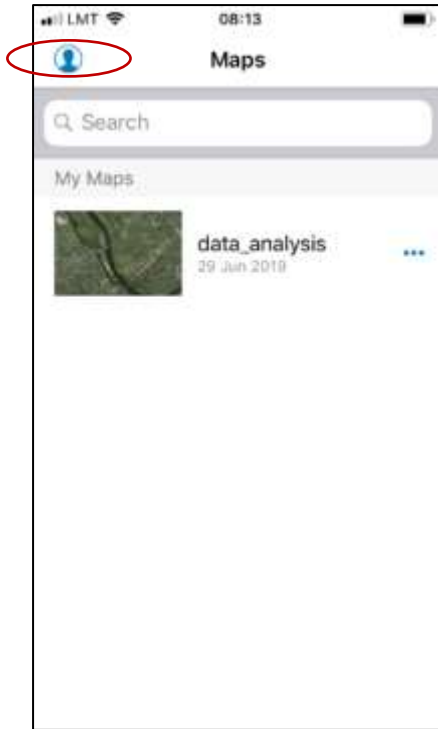 LMT 08:13
Maps
Search
My Maps
data_analysis
29 Jun 2019